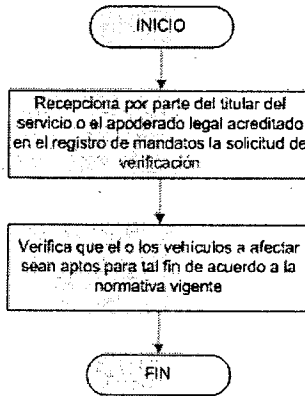 INICIO
Recepciona por parte del titular del
servicio o el apoderado legal acreditado
en el registro de mandatos la solicitud de
verificación
Verifica que el o los vehículos a afectar
sean aptos para tal fin de acuerdo a la
normativa vigente
FIN